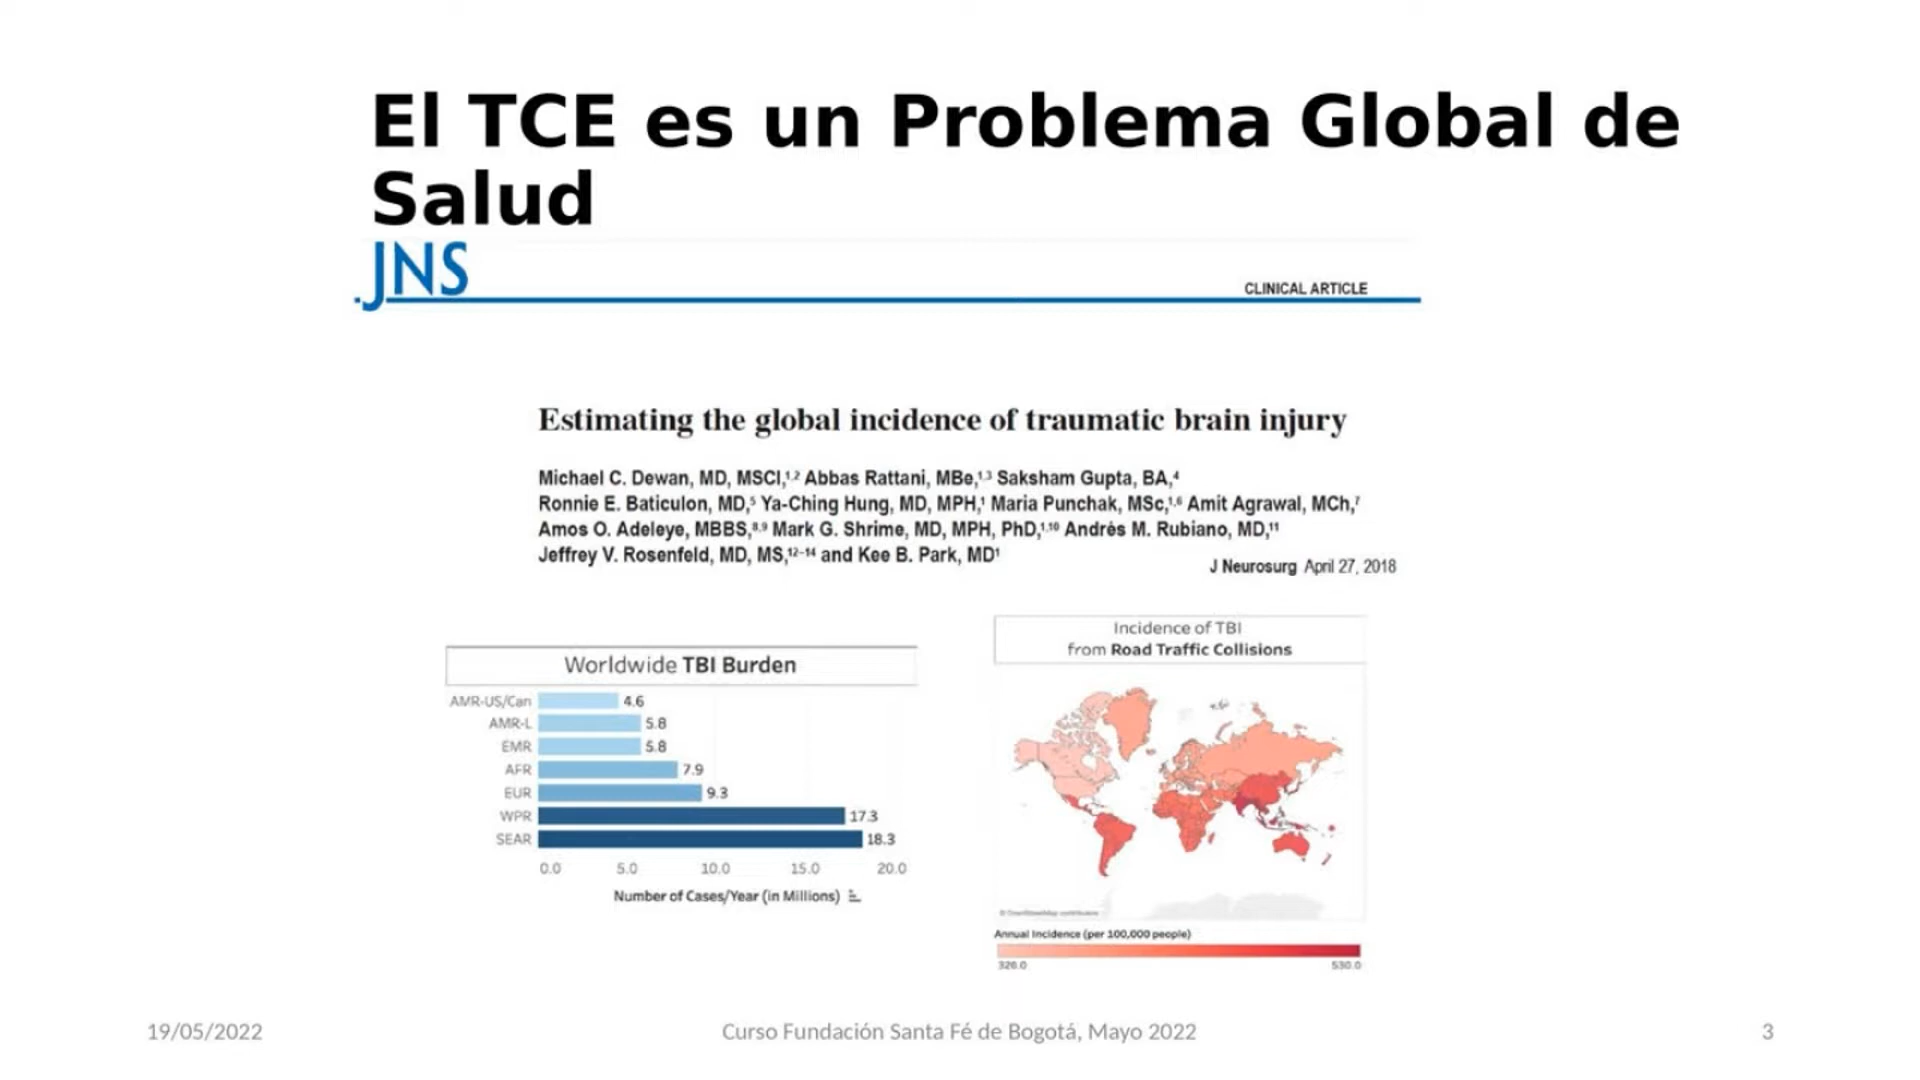 El TCE es un Problema Global de
Salud
JNS
CLINICAL ARTICLE
Estimating the global incidence of traumatic brain injury
Michael C. Dewan, MD, MSCI,1,2 Abbas Rattani, MBe,1,3 Saksham Gupta, BA,4
Ronnie E. Baticulon, MD,5 Ya-Ching Hung, MD, MPH,1 Maria Punchak, MSc,1,6 Amit Agrawal, MCh,7
Amos O. Adeleye, MBBS,8,9 Mark G. Shrime, MD, MPH, PhD,1,10 Andrés M. Rubiano, MD,11
Jeffrey V. Rosenfeld, MD, MS,12–14 and Kee B. Park, MD1
J Neurosurg April 27, 2018
Worldwide TBI Burden
AMR-US/Can 4.6
AMR-L 5.8
EMR 5.8
AFR 7.9
EUR 9.3
WPR 17.3
SEAR 18.3
0.0 5.0 10.0 15.0 20.0
Number of Cases/Year (in Millions)
Incidence of TBI
from Road Traffic Collisions
© OpenStreetMap contributors
Annual Incidence (per 100,000 people)
326.0 530.0
19/05/2022 Curso Fundación Santa Fé de Bogotá, Mayo 2022 3